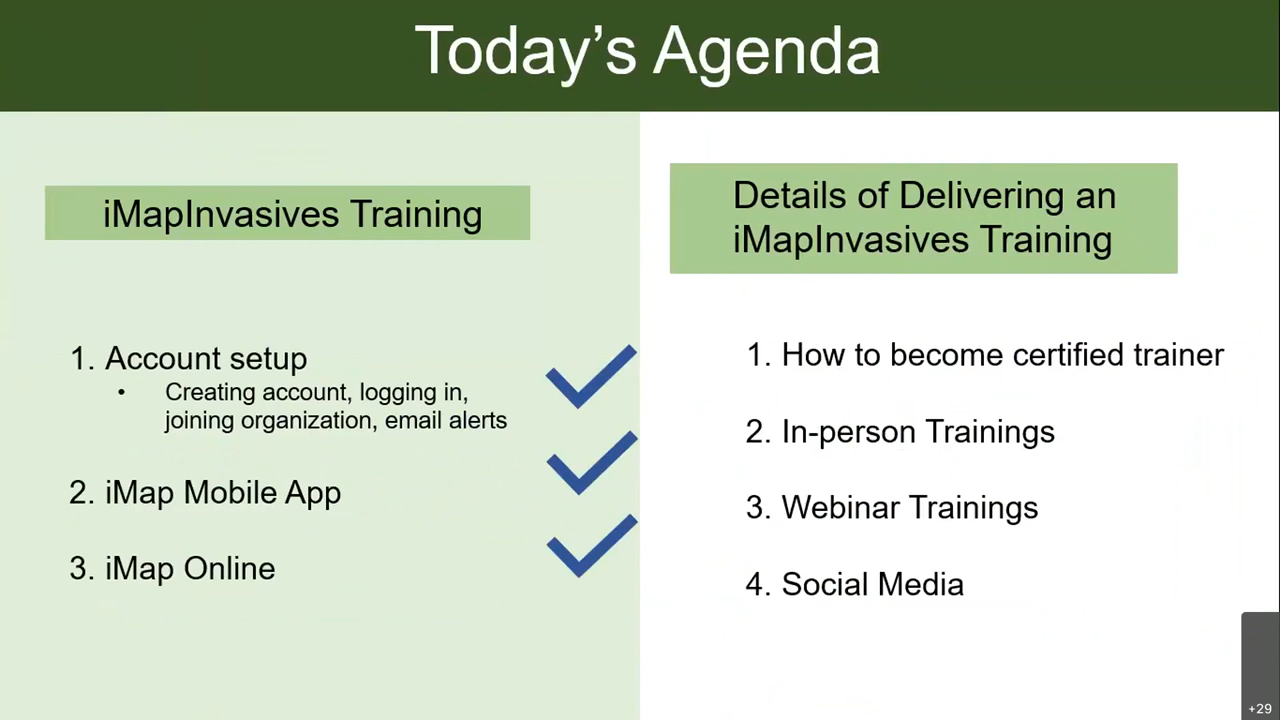 Today’s Agenda
iMapInvasives Training
1. Account setup
• Creating account, logging in,
joining organization, email alerts
2. iMap Mobile App
3. iMap Online
Details of Delivering an
iMapInvasives Training
1. How to become certified trainer
2. In-person Trainings
3. Webinar Trainings
4. Social Media
+29